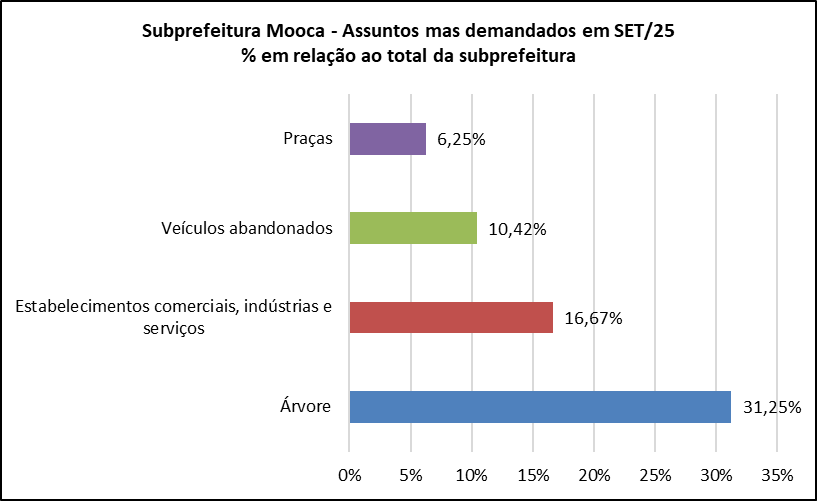 Subprefeitura Mooca - Assuntos mas demandados em SET/25
% em relação ao total da subprefeitura
Praças
6,25%
Veículos abandonados
10,42%
Estabelecimentos comerciais, indústrias e
serviços
16,67%
Árvore
31,25%
0% 5% 10% 15% 20% 25% 30% 35%